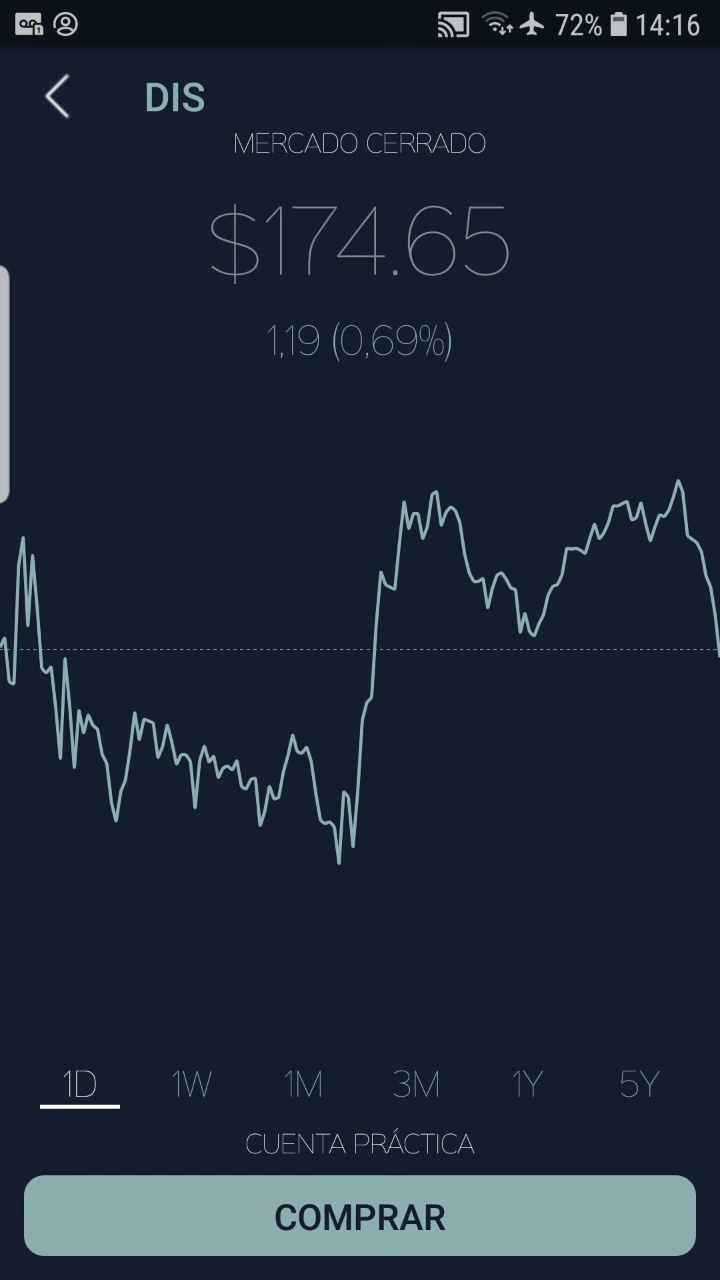 72% 14:16
DIS
MERCADO CERRADO
$174.65
1,19 (0,69%)
1D 1W 1M 3M 1Y 5Y
CUENTA PRÁCTICA
COMPRAR